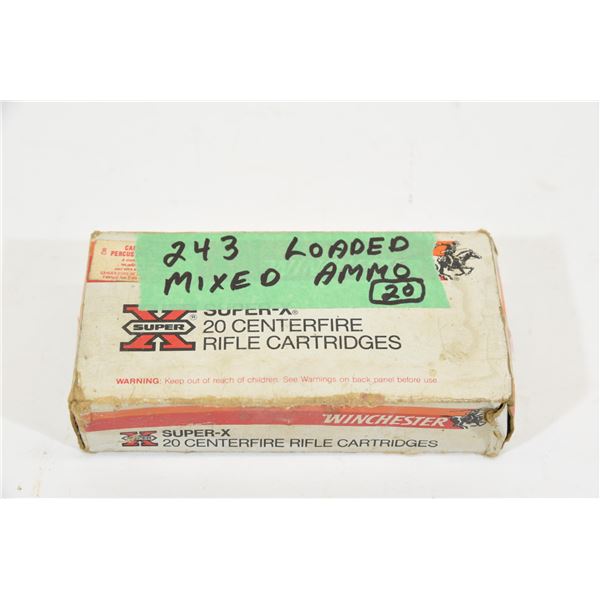 243 LOADED
MIXED AMMO
20
SUPER-X®
X SUPER ®
20 CENTERFIRE
RIFLE CARTRIDGES
WARNING: Keep out of reach of children. See Warnings on back panel before use.
WINCHESTER
SUPER-X
20 CENTERFIRE RIFLE CARTRIDGES